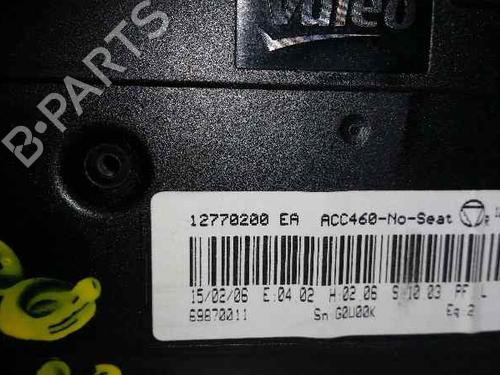 Valeo
B-PARTS
12770200 EA ACC460-No-Seat
15/02/06 E:04 02 H:02.06 S:10 03 PF L
69870011 Sn G0U00K Eq:2